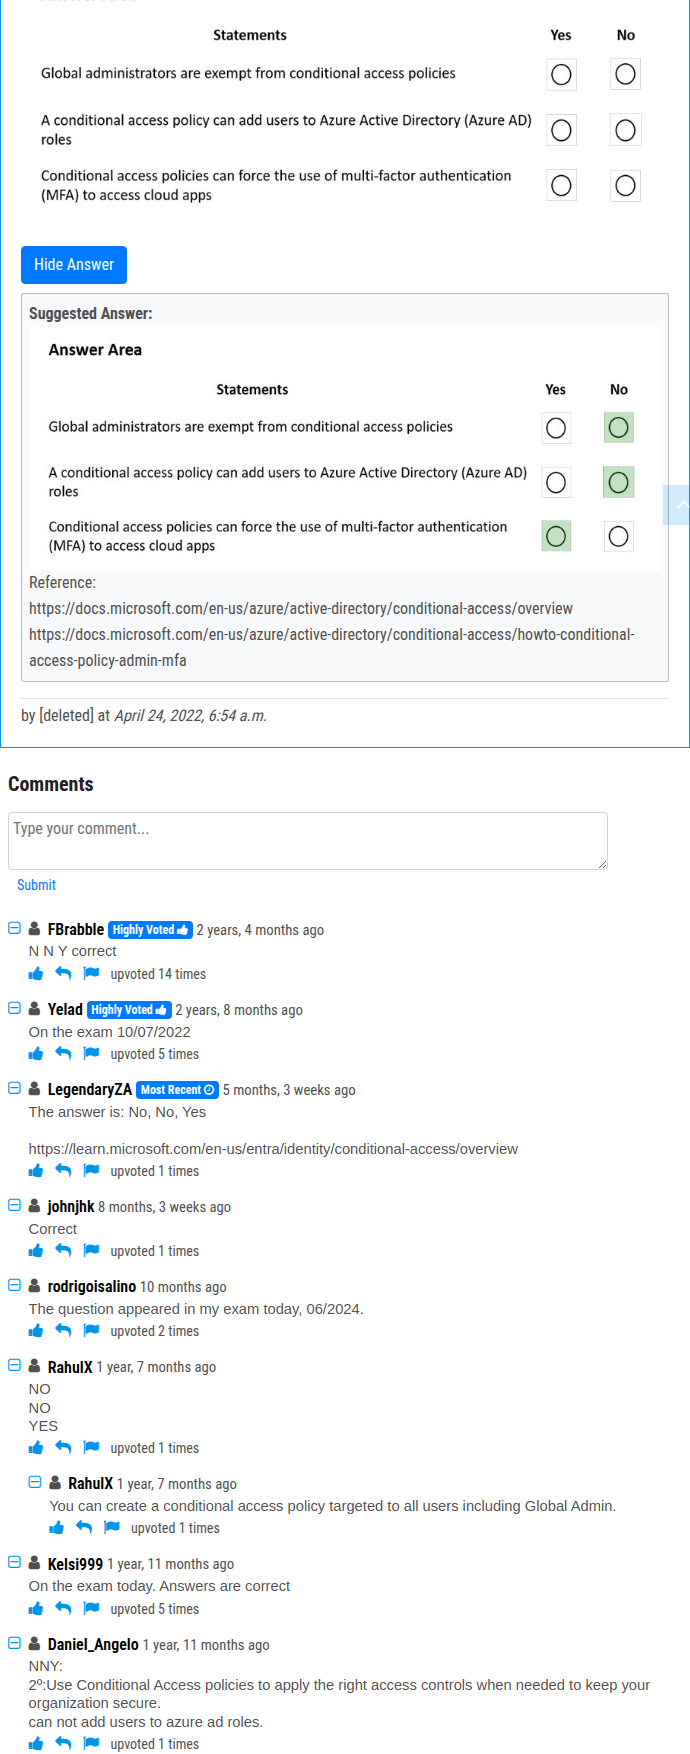 Statements Yes No
Global administrators are exempt from conditional access policies
A conditional access policy can add users to Azure Active Directory (Azure AD)
roles
Conditional access policies can force the use of multi-factor authentication
(MFA) to access cloud apps
Hide Answer
Suggested Answer:
Answer Area
Statements Yes No
Global administrators are exempt from conditional access policies
A conditional access policy can add users to Azure Active Directory (Azure AD)
roles
Conditional access policies can force the use of multi-factor authentication
(MFA) to access cloud apps
Reference:
https://docs.microsoft.com/en-us/azure/active-directory/conditional-access/overview
https://docs.microsoft.com/en-us/azure/active-directory/conditional-access/howto-conditional-
access-policy-admin-mfa
by [deleted] at April 24, 2022, 6:54 a.m.
Comments
Type your comment...
Submit
FBrabble Highly Voted 2 years, 4 months ago
N N Y correct
upvoted 14 times
Yelad Highly Voted 2 years, 8 months ago
On the exam 10/07/2022
upvoted 5 times
LegendaryZA Most Recent 5 months, 3 weeks ago
The answer is: No, No, Yes
https://learn.microsoft.com/en-us/entra/identity/conditional-access/overview
upvoted 1 times
johnjhk 8 months, 3 weeks ago
Correct
upvoted 1 times
rodrigoisalino 10 months ago
The question appeared in my exam today, 06/2024.
upvoted 2 times
RahulX 1 year, 7 months ago
NO
NO
YES
upvoted 1 times
RahulX 1 year, 7 months ago
You can create a conditional access policy targeted to all users including Global Admin.
upvoted 1 times
Kelsi999 1 year, 11 months ago
On the exam today. Answers are correct
upvoted 5 times
Daniel_Angelo 1 year, 11 months ago
NNY:
2º:Use Conditional Access policies to apply the right access controls when needed to keep your
organization secure.
can not add users to azure ad roles.
upvoted 1 times